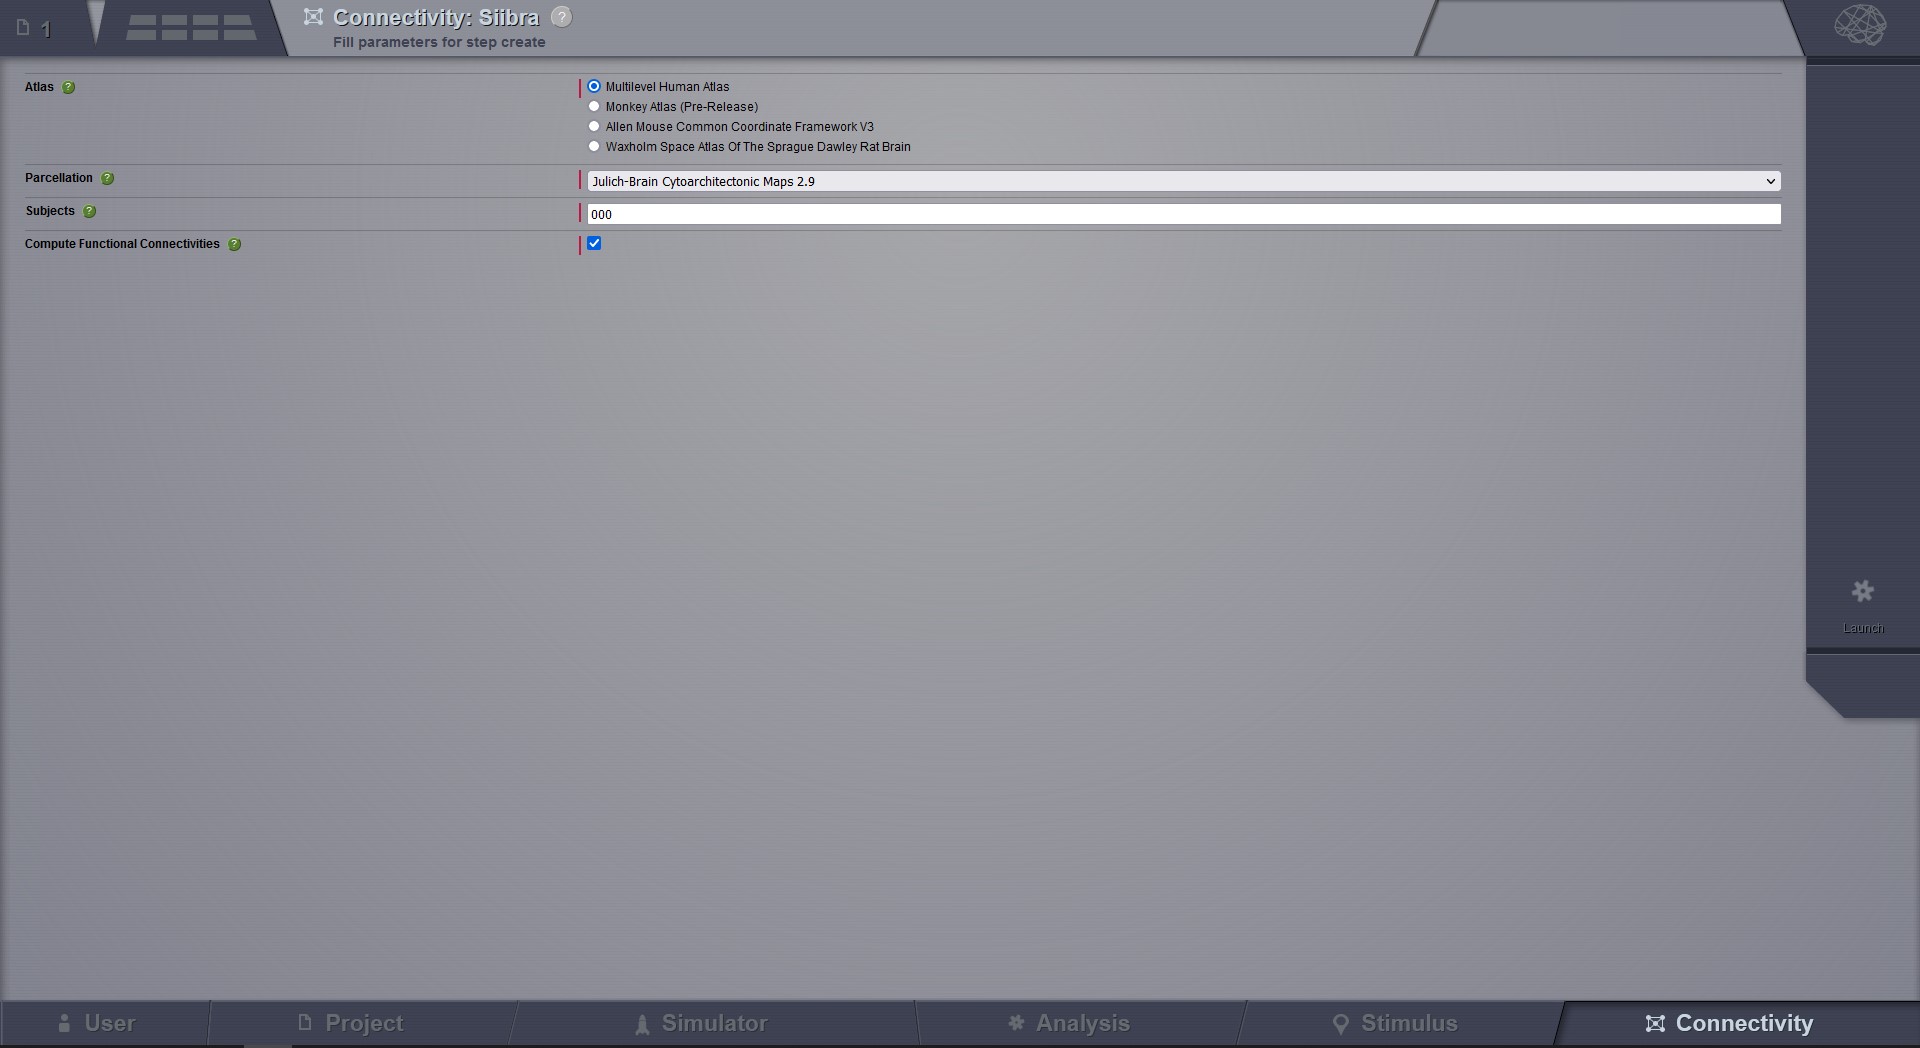 1
Connectivity: Siibra ?
Fill parameters for step create
Atlas ?
Multilevel Human Atlas
Monkey Atlas (Pre-Release)
Allen Mouse Common Coordinate Framework V3
Waxholm Space Atlas Of The Sprague Dawley Rat Brain
Parcellation ?
Julich-Brain Cytoarchitectonic Maps 2.9
Subjects ?
000
Compute Functional Connectivities ?
Launch
User
Project
Simulator
Analysis
Stimulus
Connectivity